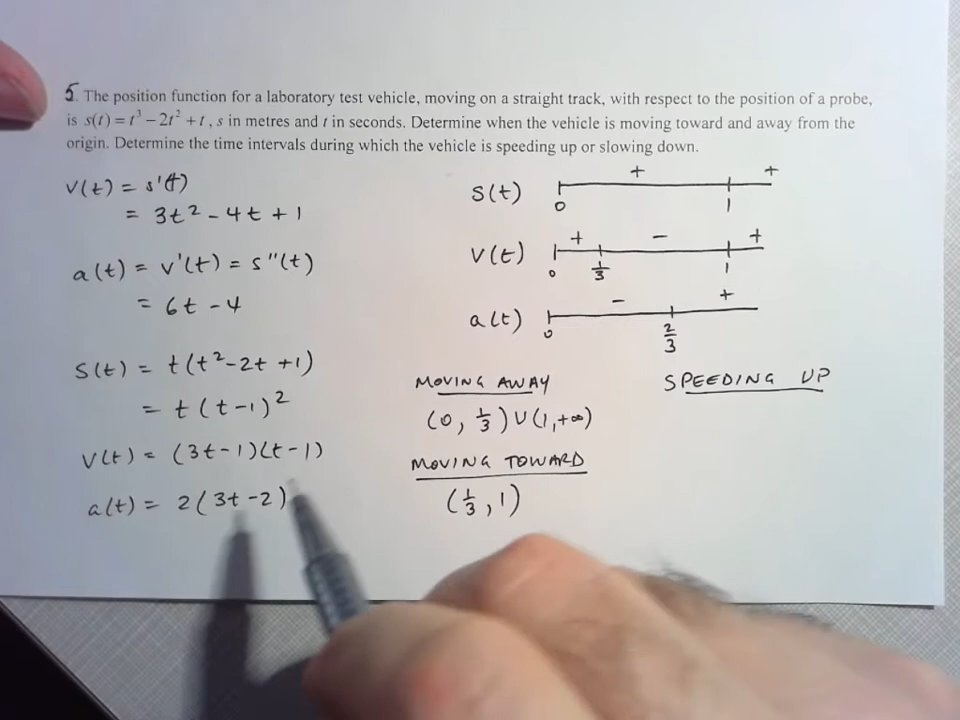 5. The position function for a laboratory test vehicle, moving on a straight track, with respect to the position of a probe,
is s(t) = t³ − 2t² + t, s in metres and t in seconds. Determine when the vehicle is moving toward and away from the
origin. Determine the time intervals during which the vehicle is speeding up or slowing down.
v(t) = s'(t)
= 3t² - 4t + 1
a(t) = v'(t) = s"(t)
= 6t - 4
s(t) = t(t² - 2t + 1)
= t(t-1)²
v(t) = (3t-1)(t-1)
a(t) = 2(3t-2)
s(t) + +
0 1
v(t) + − +
0 1/3 1
a(t) − +
0 2/3
MOVING AWAY
(0, 1/3) ∪ (1, +∞)
MOVING TOWARD
(1/3, 1)
SPEEDING UP